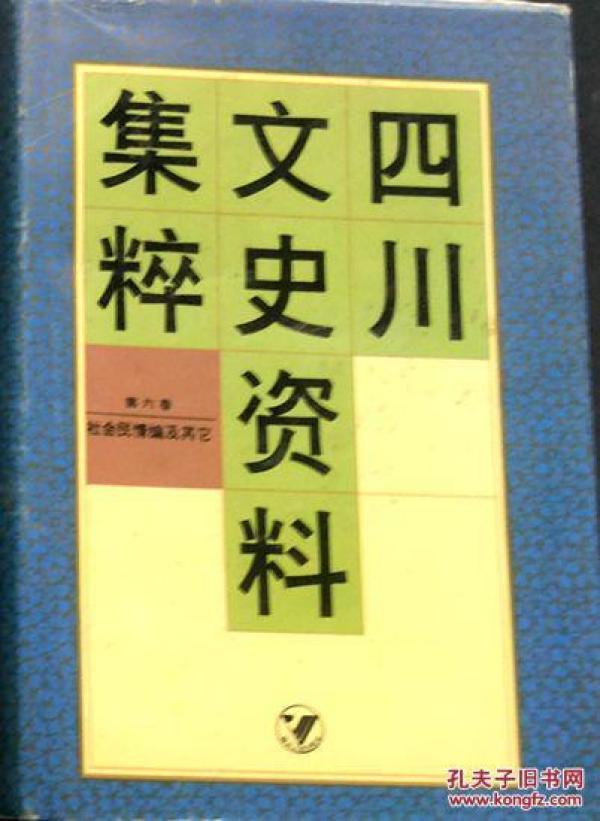 四川
文史资料
集粹
第六卷
社会民情编及其它
孔夫子旧书网
www.kongfz.com